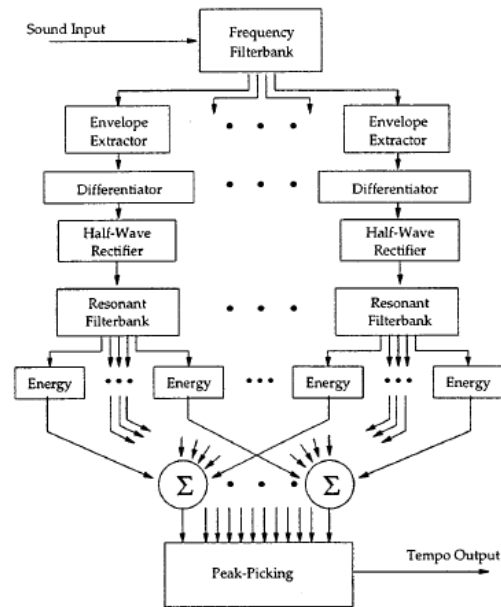 Sound Input
Frequency
Filterbank
Envelope
Extractor
Envelope
Extractor
Differentiator
Differentiator
Half-Wave
Rectifier
Half-Wave
Rectifier
Resonant
Filterbank
Resonant
Filterbank
Energy
Energy
Energy
Energy
Σ
Σ
Tempo Output
Peak-Picking